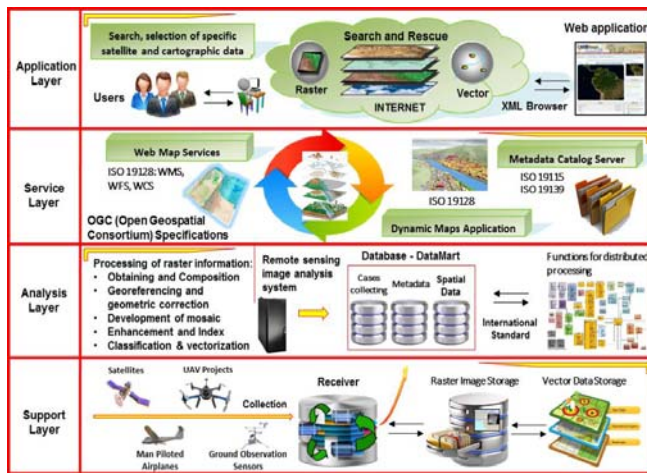 Application
Layer
Search, selection of specific
satellite and cartographic data
Users
Search and Rescue
Raster
INTERNET
Vector
Web application
XML Browser
Service
Layer
Web Map Services
ISO 19128: WMS,
WFS, WCS
OGC (Open Geospatial
Consortium) Specifications
ISO 19128
Dynamic Maps Application
Metadata Catalog Server
ISO 19115
ISO 19139
Analysis
Layer
Processing of raster information:
• Obtaining and Composition
• Georeferencing and
geometric correction
• Development of mosaic
• Enhancement and Index
• Classification & vectorization
Remote sensing
image analysis
system
Database - DataMart
Cases
collecting
Metadata
Spatial
Data
International
Standard
Functions for distributed
processing
Support
Layer
Satellites
UAV Projects
Man Piloted
Airplanes
Ground Observation
Sensors
Collection
Receiver
Raster Image Storage
Vector Data Storage